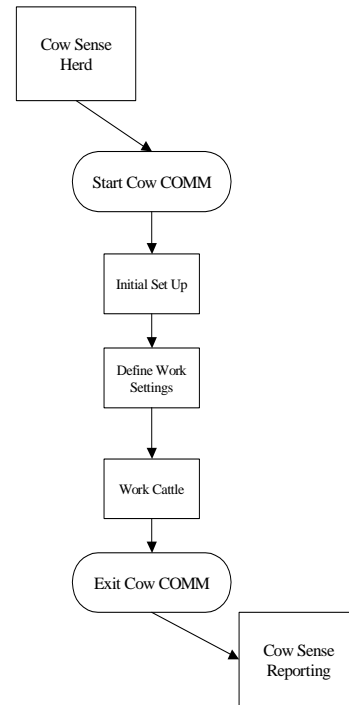 Cow Sense
Herd
Start Cow COMM
Initial Set Up
Define Work
Settings
Work Cattle
Exit Cow COMM
Cow Sense
Reporting